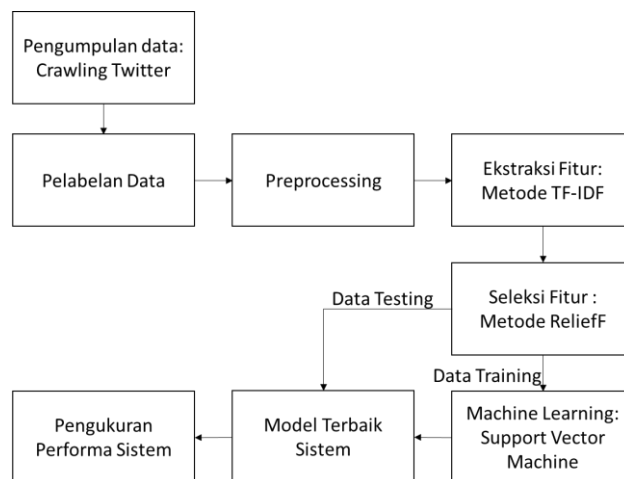 Pengumpulan data:
Crawling Twitter
Pelabelan Data
Preprocessing
Ekstraksi Fitur:
Metode TF-IDF
Data Testing
Seleksi Fitur :
Metode ReliefF
Data Training
Pengukuran
Performa Sistem
Model Terbaik
Sistem
Machine Learning:
Support Vector
Machine